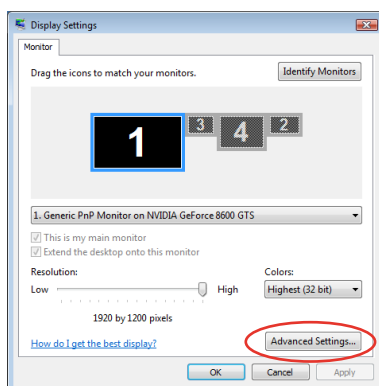 Display Settings
Monitor
Drag the icons to match your monitors.
Identify Monitors
1
3
4
2
1. Generic PnP Monitor on NVIDIA GeForce 8600 GTS
This is my main monitor
Extend the desktop onto this monitor
Resolution:
Colors:
Low
High
Highest (32 bit)
1920 by 1200 pixels
How do I get the best display?
Advanced Settings...
OK
Cancel
Apply